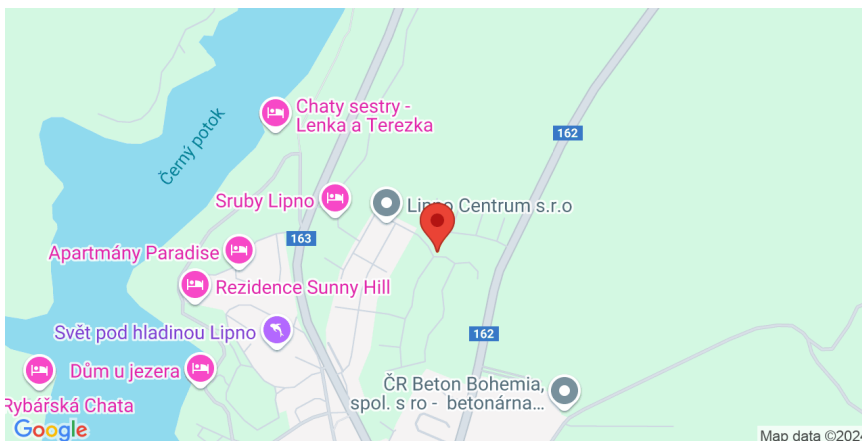 Chaty sestry -
Lenka a Terezka
162
Černý potok
Sruby Lipno
Lipno Centrum s.r.o
163
Apartmány Paradise
Rezidence Sunny Hill
Svět pod hladinou Lipno
162
Dům u jezera
ČR Beton Bohemia,
spol. s ro - betonárna...
Rybářská Chata
Google
Map data ©2024